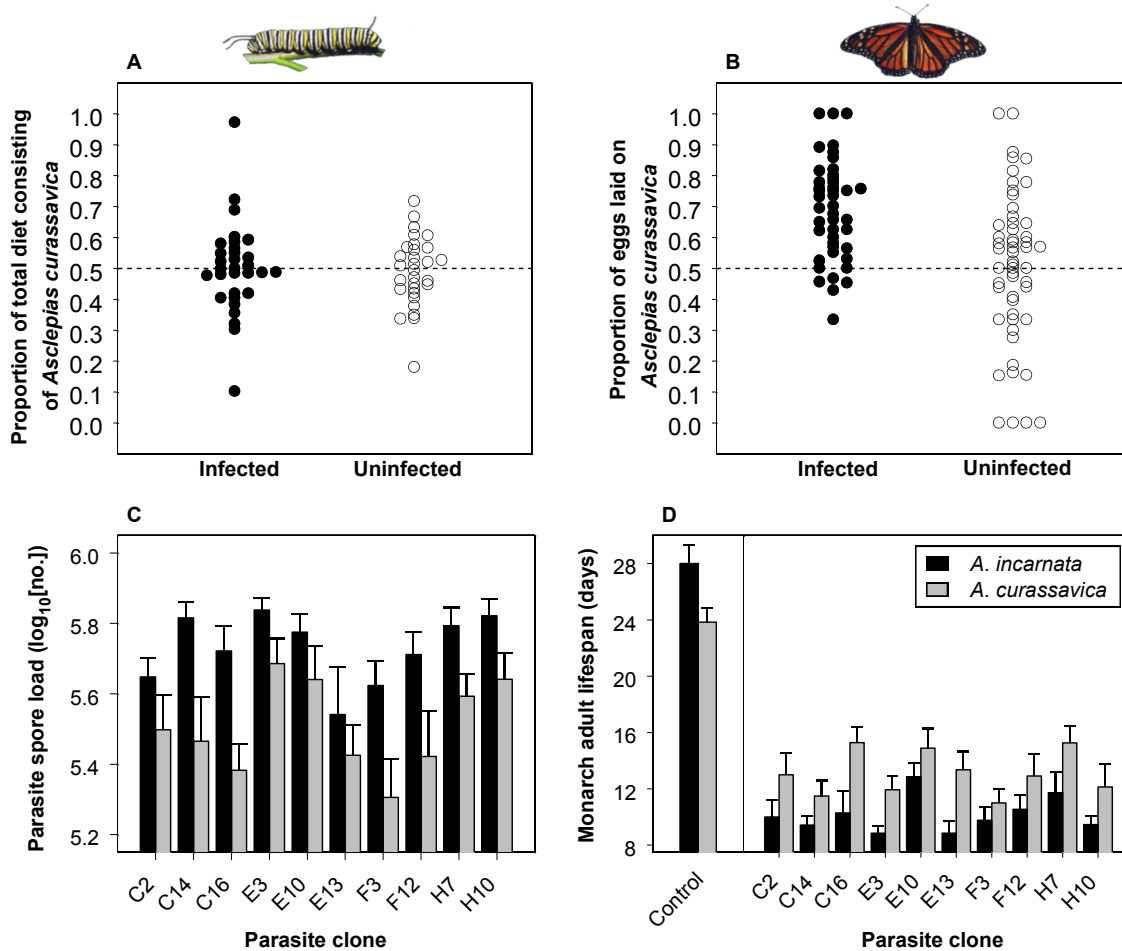 A
Proportion of total diet consisting
of Asclepias curassavica
1.0
0.9
0.8
0.7
0.6
0.5
0.4
0.3
0.2
0.1
0.0
Infected
Uninfected
B
Proportion of eggs laid on
Asclepias curassavica
1.0
0.9
0.8
0.7
0.6
0.5
0.4
0.3
0.2
0.1
0.0
Infected
Uninfected
C
Parasite spore load (log10[no.])
6.0
5.8
5.6
5.4
5.2
C2
C14
C16
E3
E10
E13
F3
F12
H7
H10
Parasite clone
D
Monarch adult lifespan (days)
28
24
20
16
12
8
A. incarnata
A. curassavica
Control
C2
C14
C16
E3
E10
E13
F3
F12
H7
H10
Parasite clone